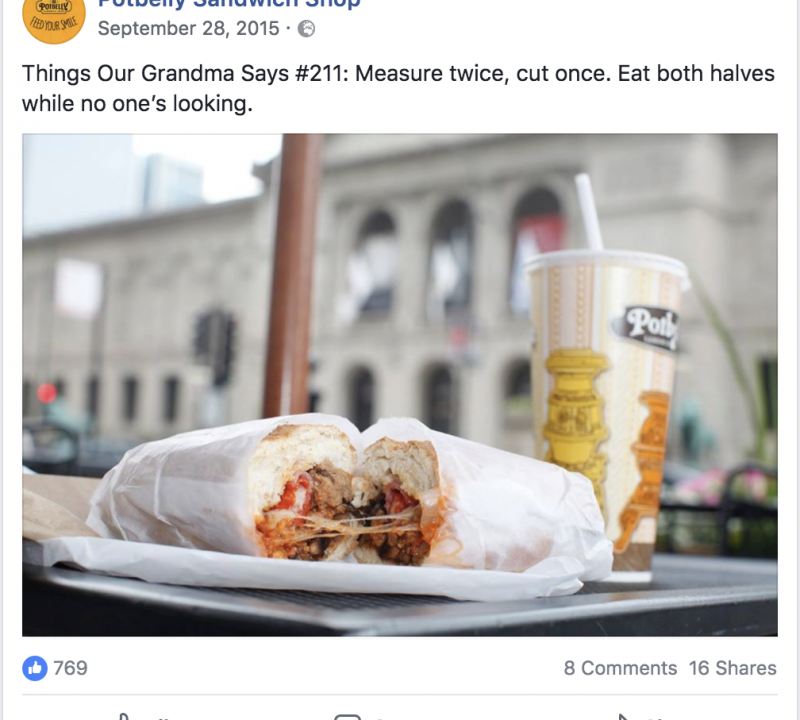 POTBELLY
FEED YOUR SMILE
Potbelly Sandwich Shop
September 28, 2015 ·
Things Our Grandma Says #211: Measure twice, cut once. Eat both halves
while no one's looking.
Potb
769
8 Comments 16 Shares